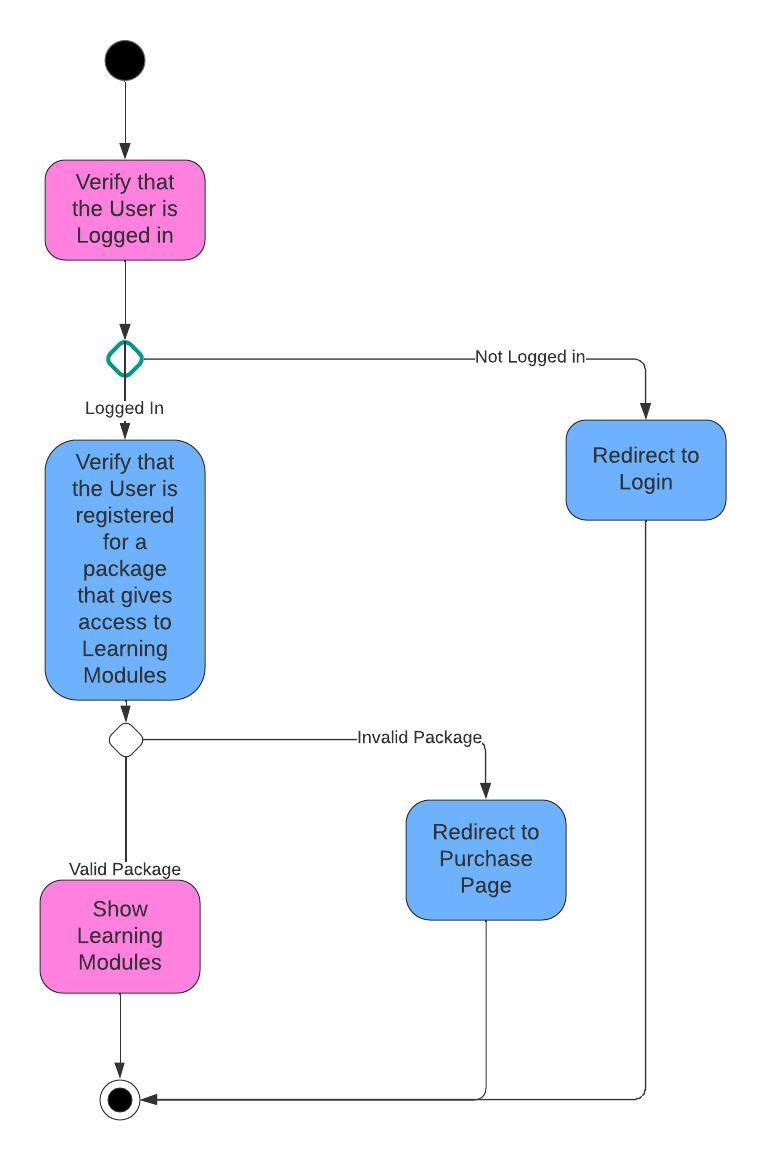 Verify that
the User is
Logged in
Not Logged in
Logged In
Redirect to
Login
Verify that
the User is
registered
for a
package
that gives
access to
Learning
Modules
Invalid Package
Redirect to
Purchase
Page
Valid Package
Show
Learning
Modules